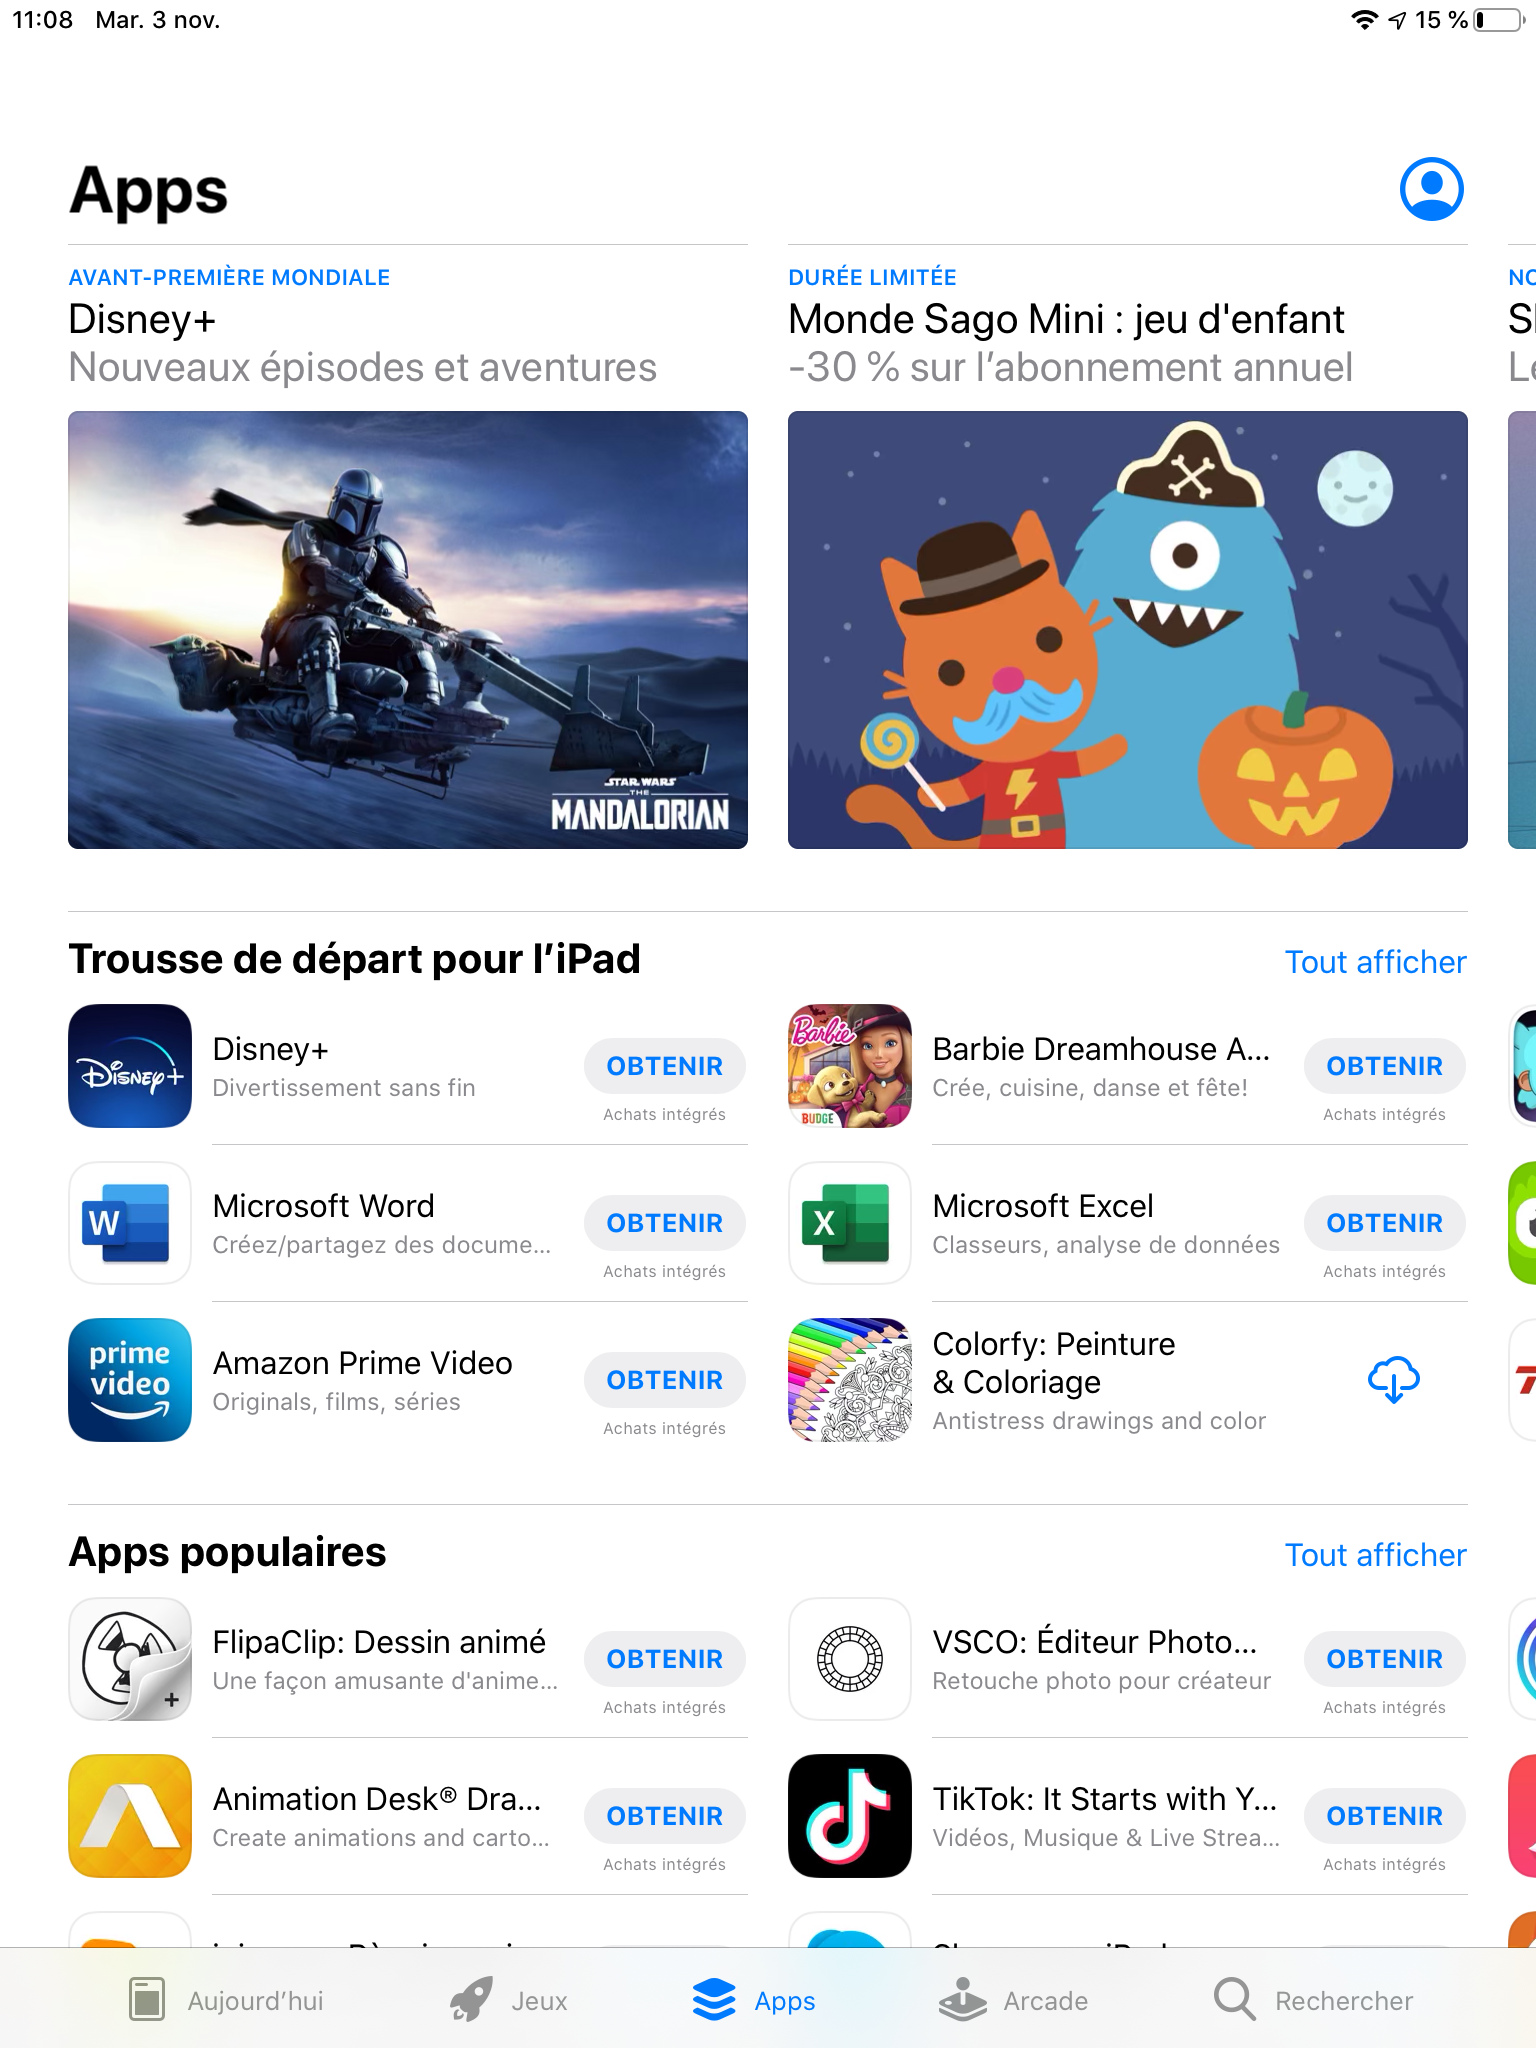 11:08 Mar. 3 nov.
15 %
Apps
AVANT-PREMIÈRE MONDIALE
Disney+
Nouveaux épisodes et aventures
STAR WARS
THE
MANDALORIAN
DURÉE LIMITÉE
Monde Sago Mini : jeu d'enfant
-30 % sur l’abonnement annuel
Trousse de départ pour l’iPad
Tout afficher
Disney+
Disney+
Divertissement sans fin
OBTENIR
Achats intégrés
Barbie
BUDGE
Barbie Dreamhouse A...
Crée, cuisine, danse et fête!
OBTENIR
Achats intégrés
W
Microsoft Word
Créez/partagez des docume...
OBTENIR
Achats intégrés
X
Microsoft Excel
Classeurs, analyse de données
OBTENIR
Achats intégrés
prime
video
Amazon Prime Video
Originals, films, séries
OBTENIR
Achats intégrés
Colorfy: Peinture
& Coloriage
Antistress drawings and color
Apps populaires
Tout afficher
FlipaClip: Dessin animé
Une façon amusante d'anime...
OBTENIR
Achats intégrés
VSCO: Éditeur Photo...
Retouche photo pour créateur
OBTENIR
Achats intégrés
Animation Desk® Dra...
Create animations and carto...
OBTENIR
Achats intégrés
TikTok: It Starts with Y...
Vidéos, Musique & Live Strea...
OBTENIR
Achats intégrés
Aujourd’hui
Jeux
Apps
Arcade
Rechercher